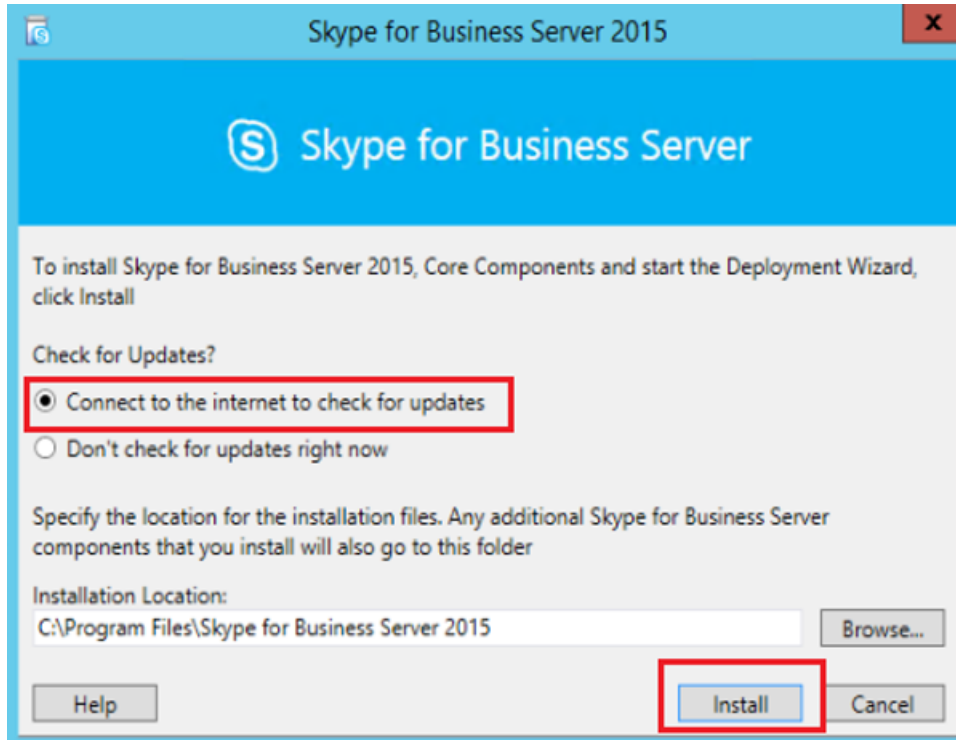 Skype for Business Server 2015
x
S Skype for Business Server
To install Skype for Business Server 2015, Core Components and start the Deployment Wizard,
click Install
Check for Updates?
Connect to the internet to check for updates
Don't check for updates right now
Specify the location for the installation files. Any additional Skype for Business Server
components that you install will also go to this folder
Installation Location:
C:\Program Files\Skype for Business Server 2015
Browse...
Help
Install
Cancel